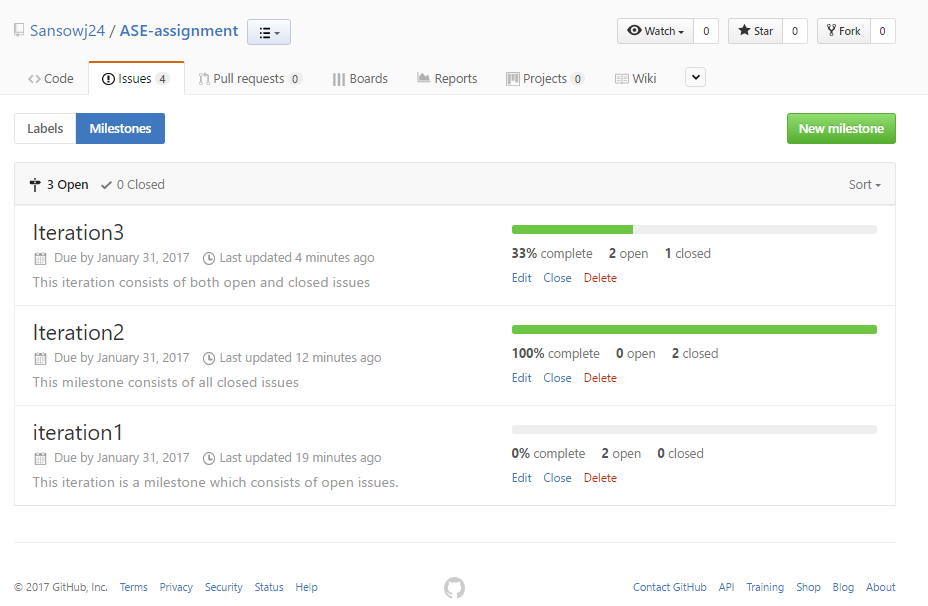 Sansowj24 / ASE-assignment
Watch 0 Star 0 Fork 0
Code Issues 4 Pull requests 0 Boards Reports Projects 0 Wiki
Labels Milestones New milestone
3 Open 0 Closed Sort
Iteration3
33% complete 2 open 1 closed
Due by January 31, 2017 Last updated 4 minutes ago
Edit Close Delete
This iteration consists of both open and closed issues
Iteration2
100% complete 0 open 2 closed
Due by January 31, 2017 Last updated 12 minutes ago
Edit Close Delete
This milestone consists of all closed issues
iteration1
0% complete 2 open 0 closed
Due by January 31, 2017 Last updated 19 minutes ago
Edit Close Delete
This iteration is a milestone which consists of open issues.
© 2017 GitHub, Inc. Terms Privacy Security Status Help Contact GitHub API Training Shop Blog About